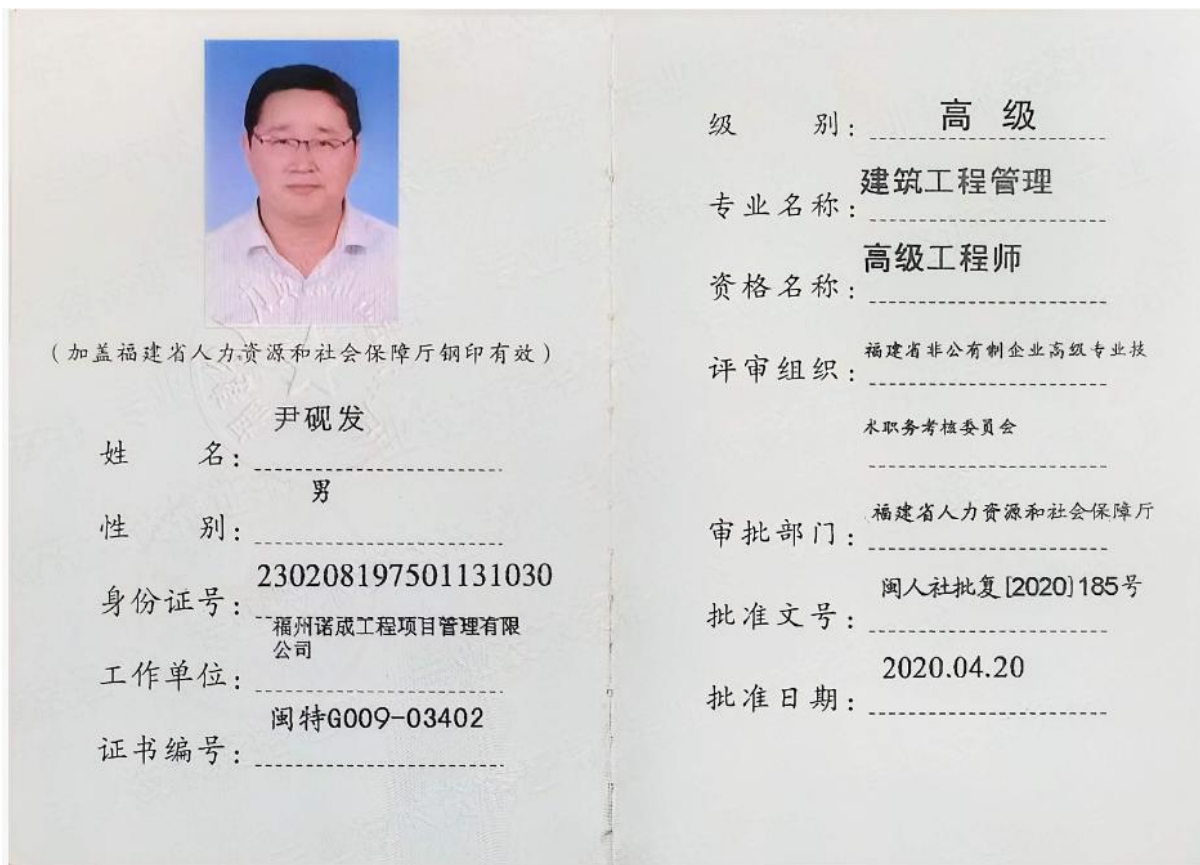 (加盖福建省人力资源和社会保障厅钢印有效)
姓 名: 尹砚发
性 别: 男
身份证号: 230208197501131030
工作单位: 福州诺成工程项目管理有限
公司
证书编号: 闽特G009-03402
级 别: 高 级
专业名称: 建筑工程管理
资格名称: 高级工程师
评审组织: 福建省非公有制企业高级专业技
术职务考核委员会
审批部门: 福建省人力资源和社会保障厅
批准文号: 闽人社批复[2020]185号
批准日期: 2020.04.20